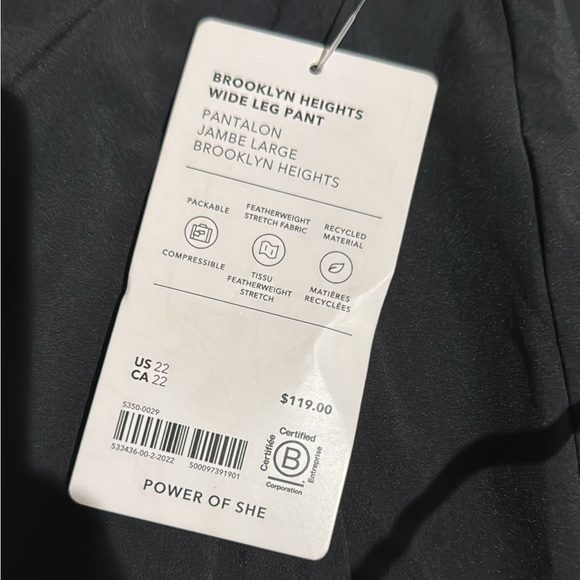 BROOKLYN HEIGHTS
WIDE LEG PANT
PANTALON
JAMBE LARGE
BROOKLYN HEIGHTS
PACKABLE
COMPRESSIBLE
FEATHERWEIGHT
STRETCH FABRIC
TISSU
FEATHERWEIGHT
STRETCH
RECYCLED
MATERIAL
MATIÈRES
RECYCLÉES
US 22
CA 22
$119.00
S350-0029
533436-00-2-2022 500097391901
Certified
Certifiée
B
Entreprise
Corporation
POWER OF SHE